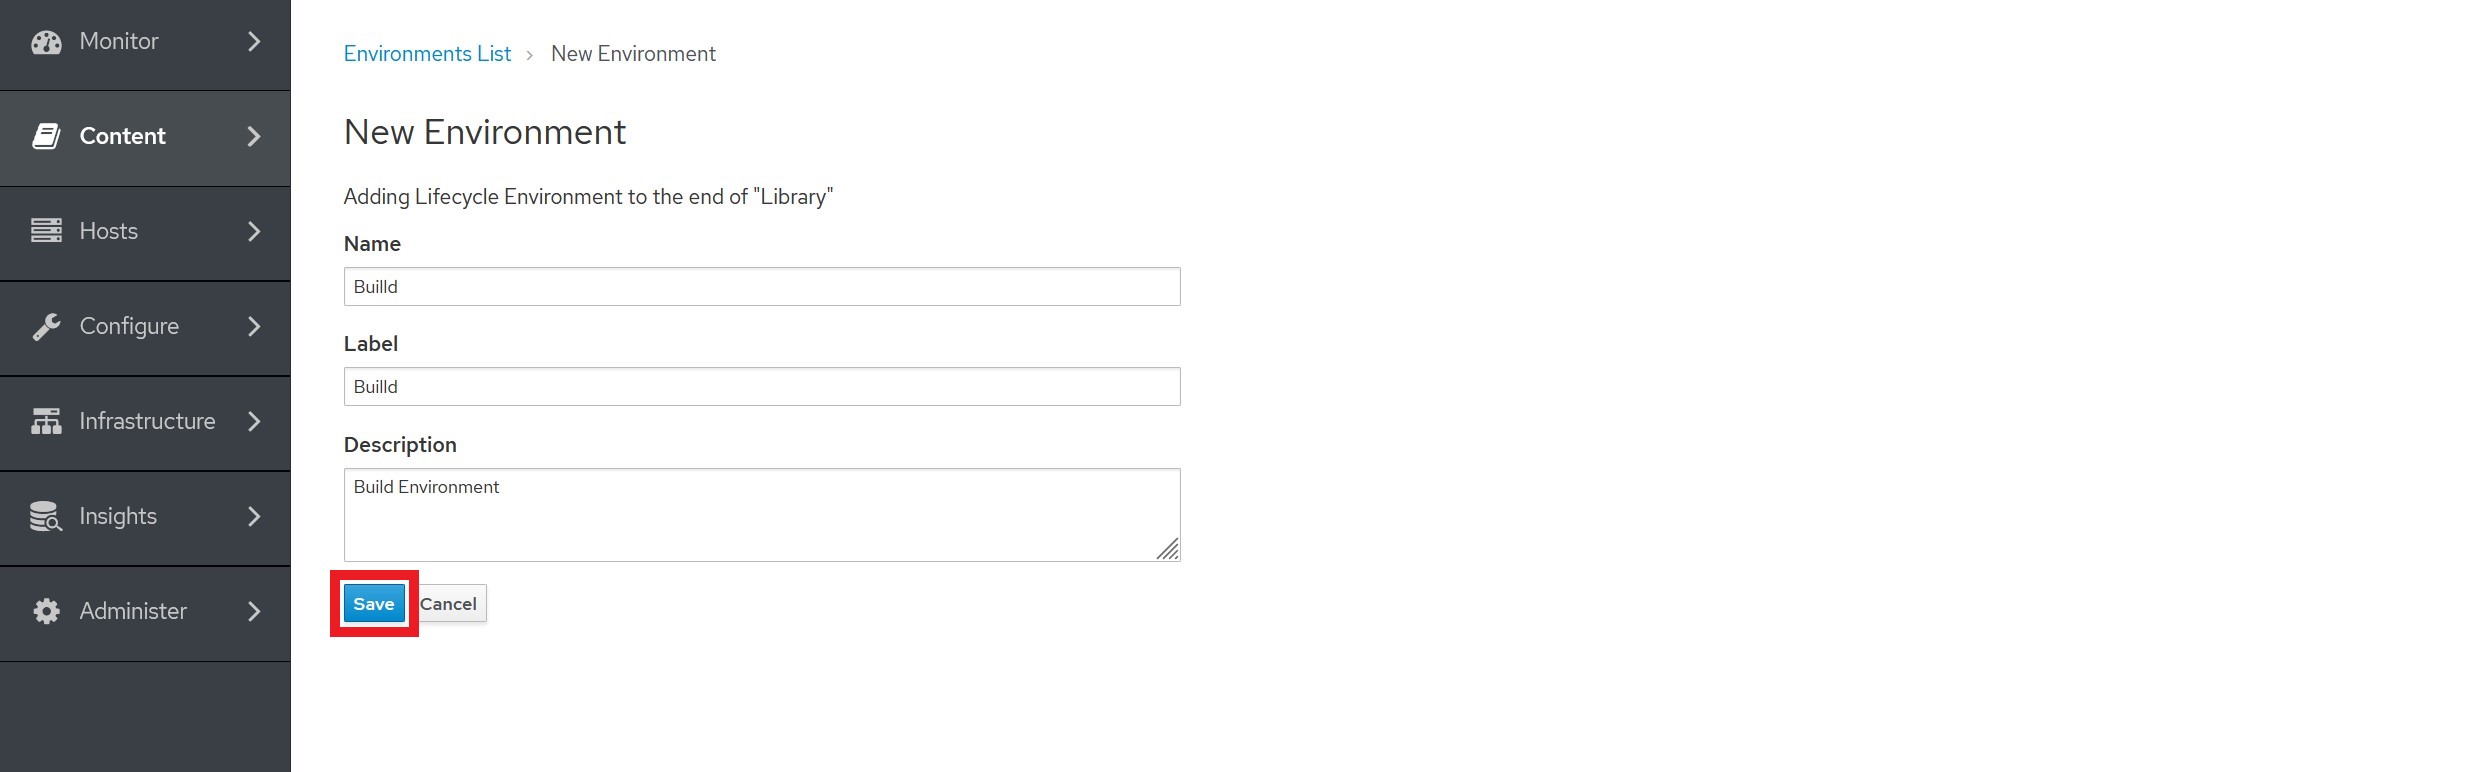 Monitor
Content
Hosts
Configure
Infrastructure
Insights
Administer
Environments List › New Environment
New Environment
Adding Lifecycle Environment to the end of "Library"
Name
Builld
Label
Builld
Description
Build Environment
Save Cancel